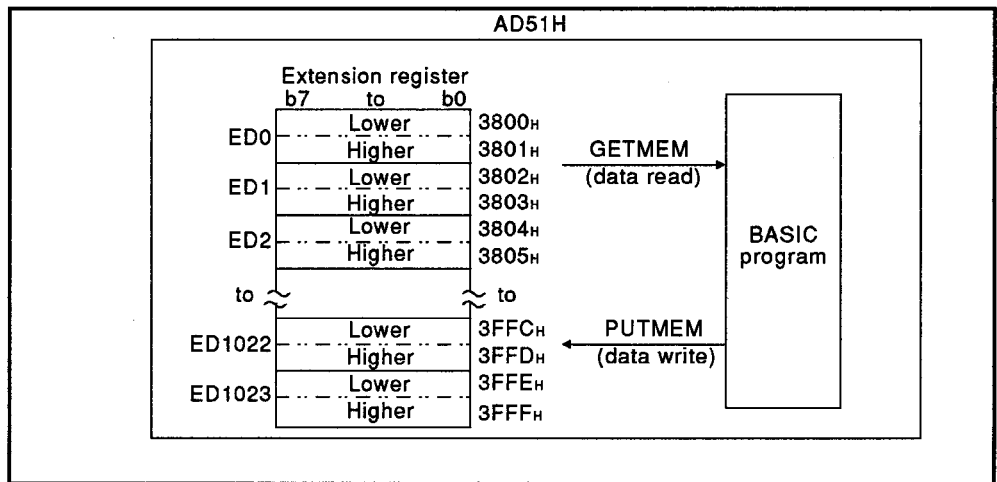 AD51H
Extension register
b7 to b0
ED0 Lower 3800H
Higher 3801H
GETMEM
(data read)
ED1 Lower 3802H
Higher 3803H
ED2 Lower 3804H
Higher 3805H
BASIC
program
to to
ED1022 Lower 3FFCH
Higher 3FFDH
PUTMEM
(data write)
ED1023 Lower 3FFEH
Higher 3FFFH